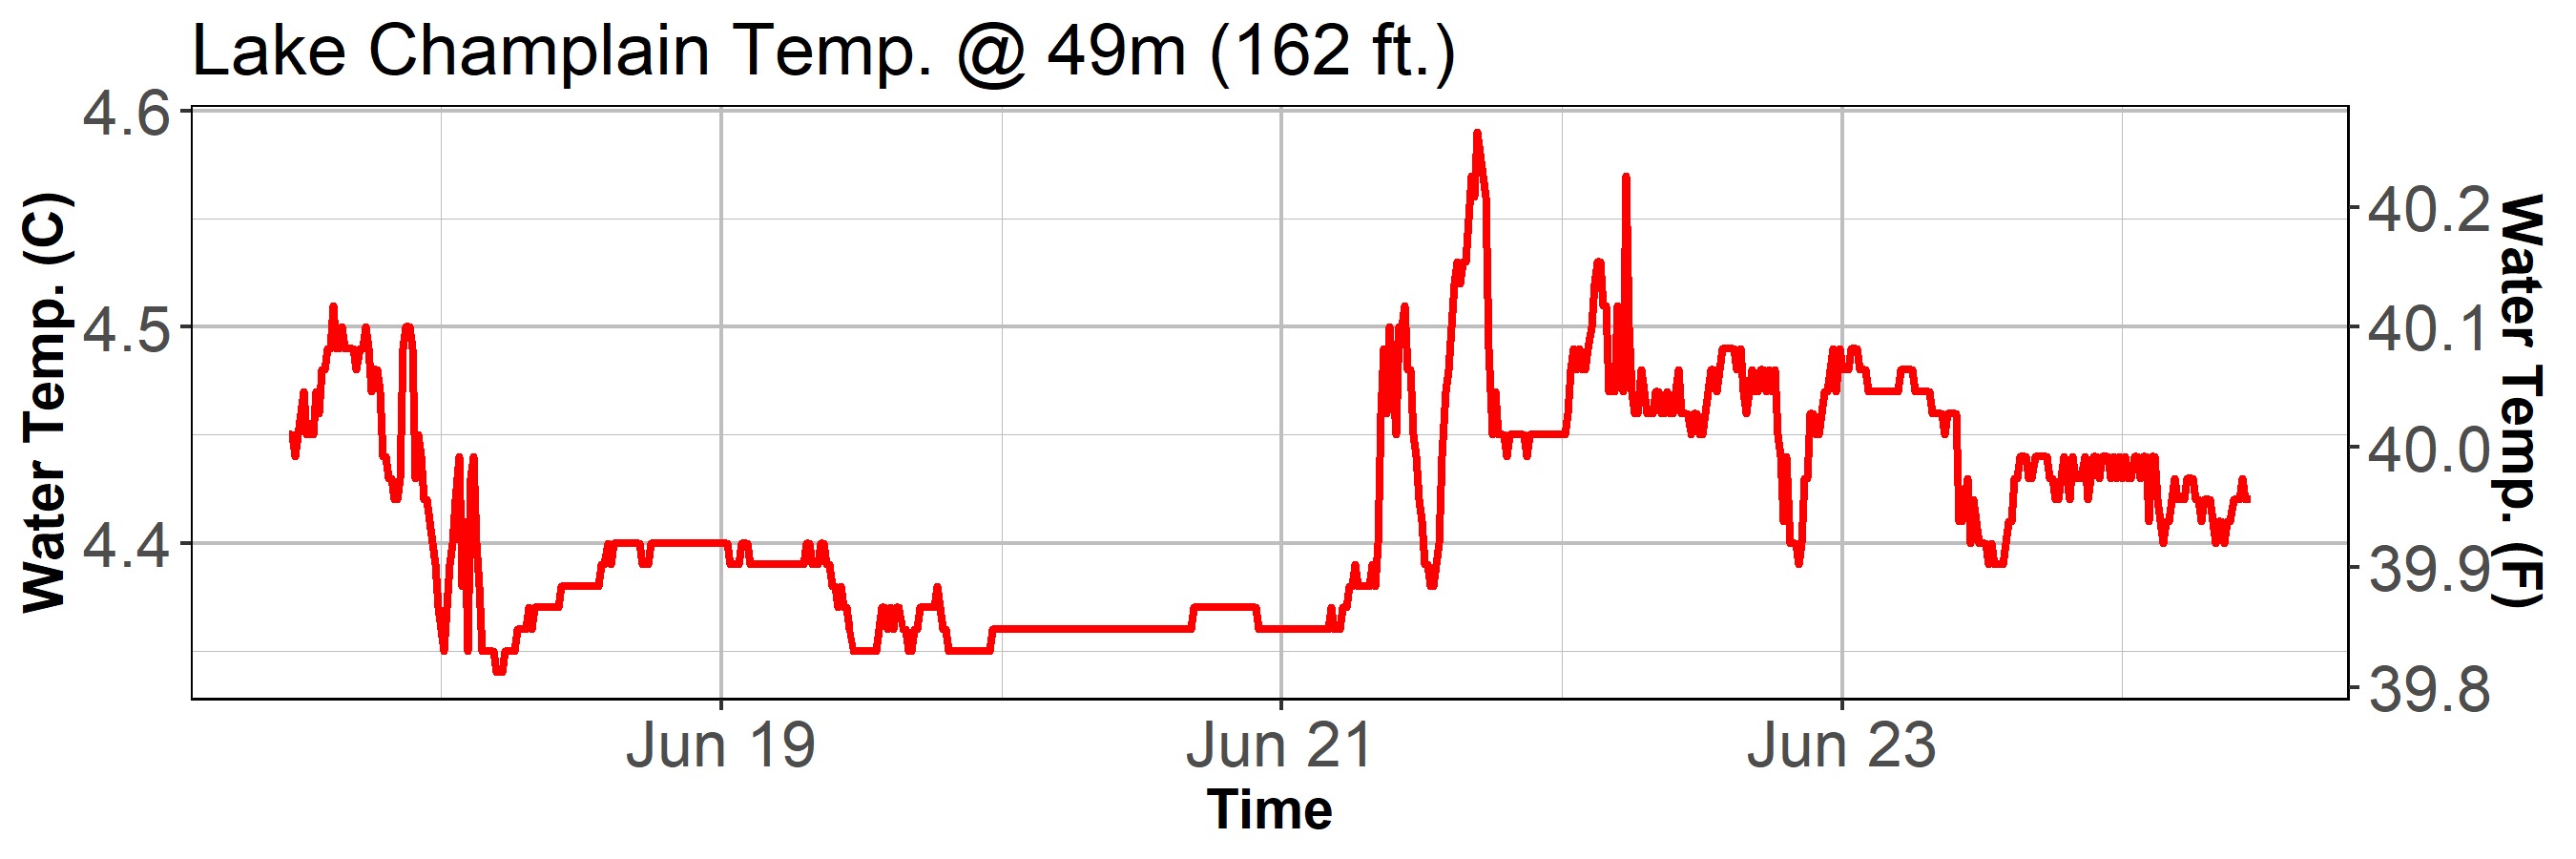 Lake Champlain Temp. @ 49m (162 ft.)
4.6
4.5
4.4
Water Temp. (C)
40.2
40.1
40.0
39.9
39.8
Water Temp. (F)
Jun 19
Jun 21
Jun 23
Time